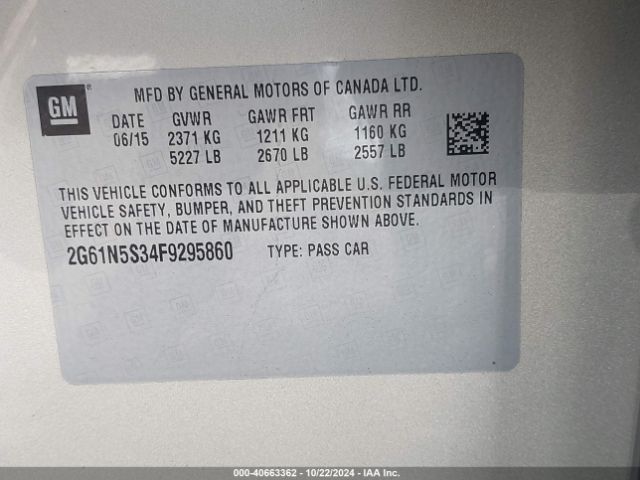 GM
MFD BY GENERAL MOTORS OF CANADA LTD.
DATE GVWR GAWR FRT GAWR RR
06/15 2371 KG 1211 KG 1160 KG
5227 LB 2670 LB 2557 LB
THIS VEHICLE CONFORMS TO ALL APPLICABLE U.S. FEDERAL MOTOR
VEHICLE SAFETY, BUMPER, AND THEFT PREVENTION STANDARDS IN
EFFECT ON THE DATE OF MANUFACTURE SHOWN ABOVE.
2G61N5S34F9295860 TYPE: PASS CAR
000-40663362 - 10/22/2024 - IAA Inc.